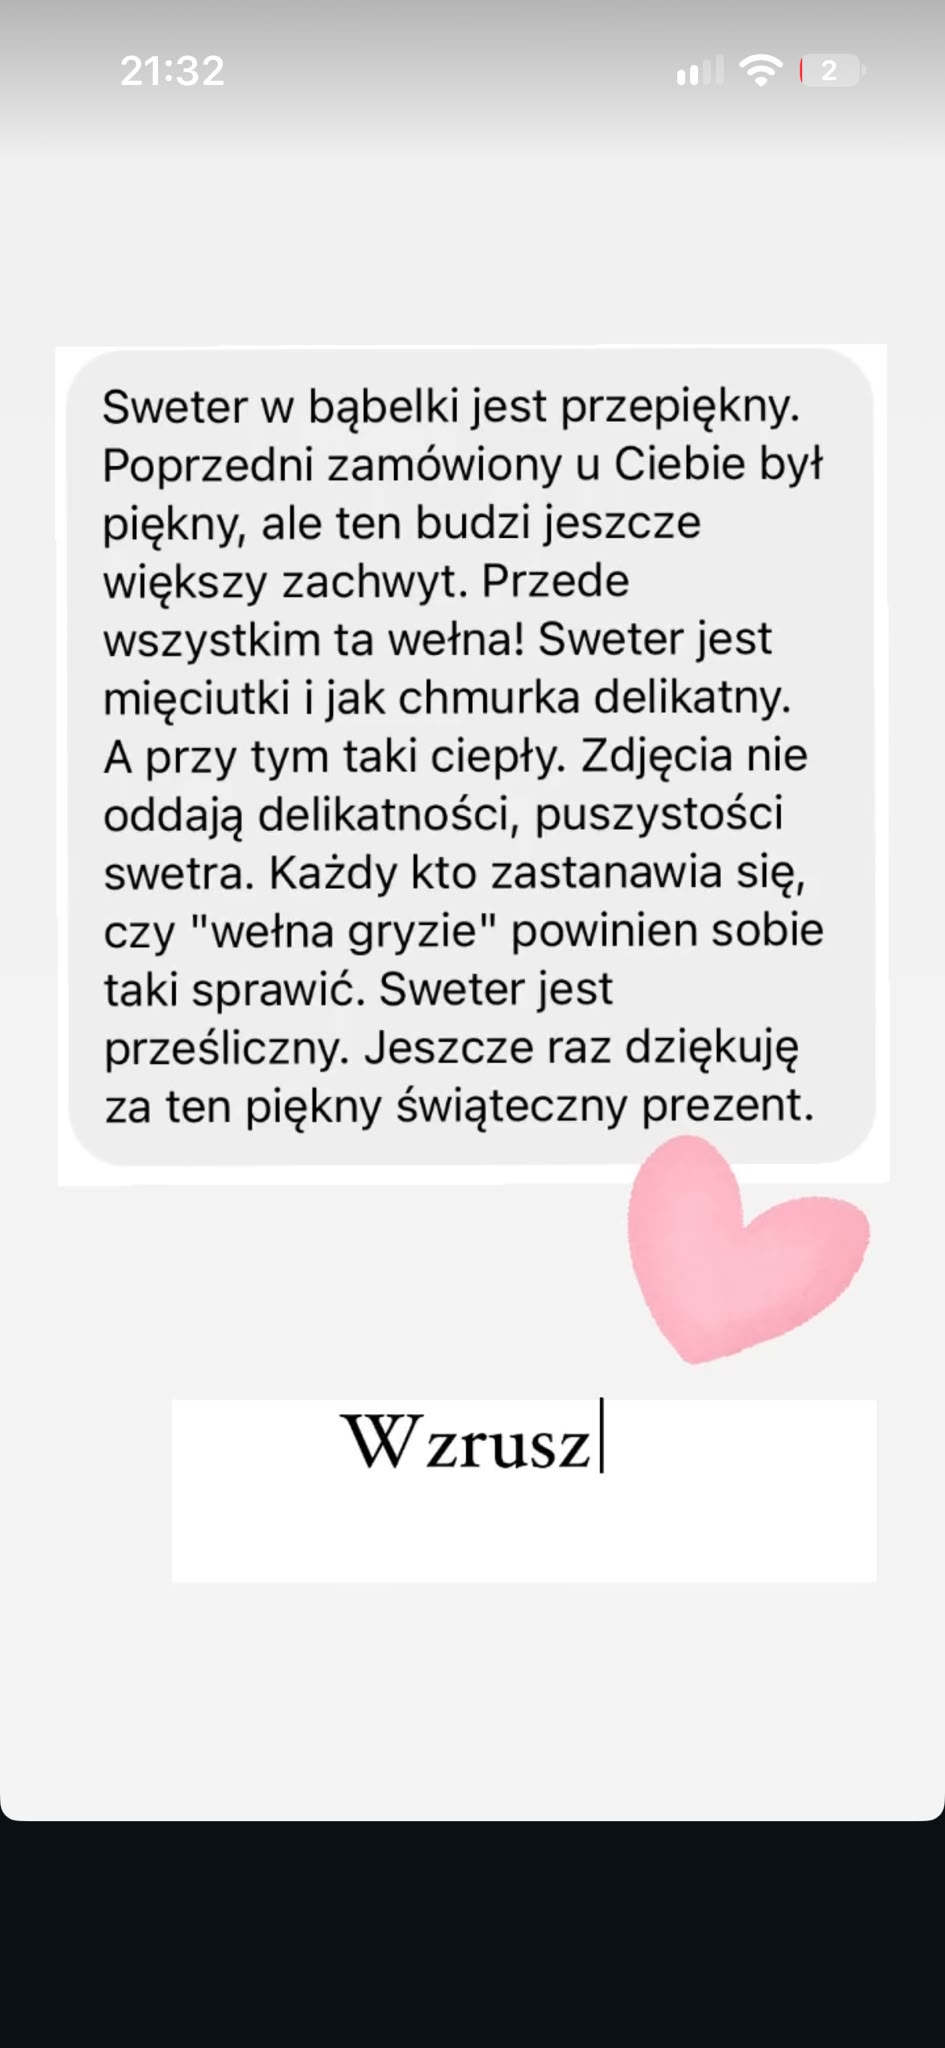 21:32
2
Sweter w bąbelki jest przepiękny.
Poprzedni zamówiony u Ciebie był
piękny, ale ten budzi jeszcze
większy zachwyt. Przede
wszystkim ta wełna! Sweter jest
mięciutki i jak chmurka delikatny.
A przy tym taki ciepły. Zdjęcia nie
oddają delikatności, puszystości
swetra. Każdy kto zastanawia się,
czy "wełna gryzie" powinien sobie
taki sprawić. Sweter jest
prześliczny. Jeszcze raz dziękuję
za ten piękny świąteczny prezent.
Wzrusz